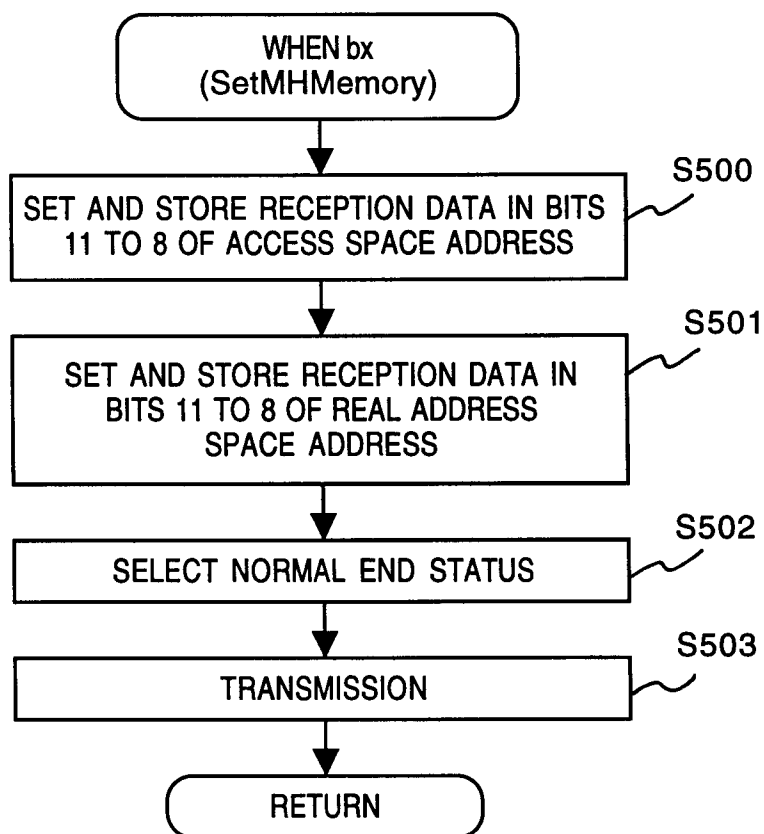 WHEN bx
(SetMHMemory)
S500
SET AND STORE RECEPTION DATA IN BITS
11 TO 8 OF ACCESS SPACE ADDRESS
S501
SET AND STORE RECEPTION DATA IN
BITS 11 TO 8 OF REAL ADDRESS
SPACE ADDRESS
S502
SELECT NORMAL END STATUS
S503
TRANSMISSION
RETURN